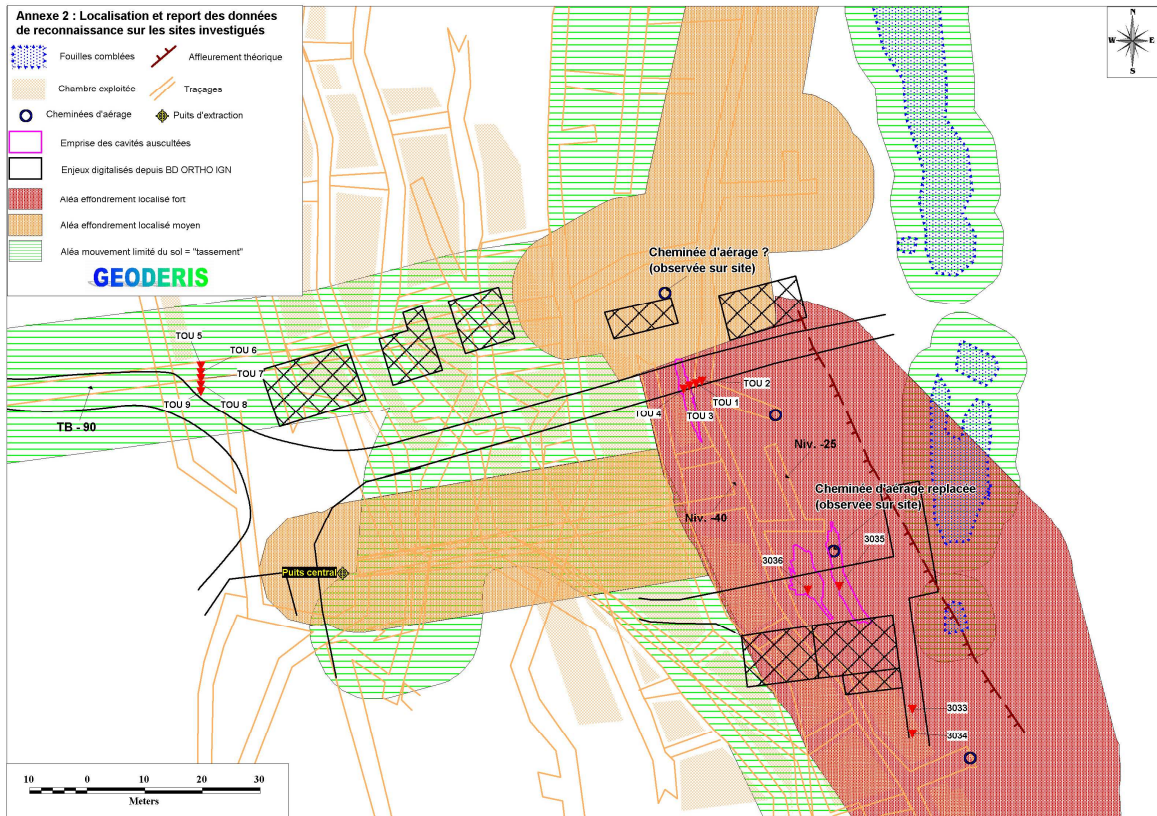 Annexe 2 : Localisation et report des données
de reconnaissance sur les sites investigués
Fouilles comblées
Affleurement théorique
Chambre exploitée
Traçages
Cheminées d'aérage
Puits d'extraction
Emprise des cavités auscultées
Enjeux digitalisés depuis BD ORTHO IGN
Aléa effondrement localisé fort
Aléa effondrement localisé moyen
Aléa mouvement limité du sol = "tassement"
GEODERIS
N
W
E
S
Cheminée d'aérage ?
(observée sur site)
TOU 5
TOU 6
TOU 7
TOU 9
TOU 8
TB - 90
TOU 2
TOU 1
TOU 4
TOU 3
Niv. -25
Cheminée d'aérage replacée
(observée sur site)
Niv. -40
3035
3036
Puits central
3033
3034
10 0 10 20 30
Meters